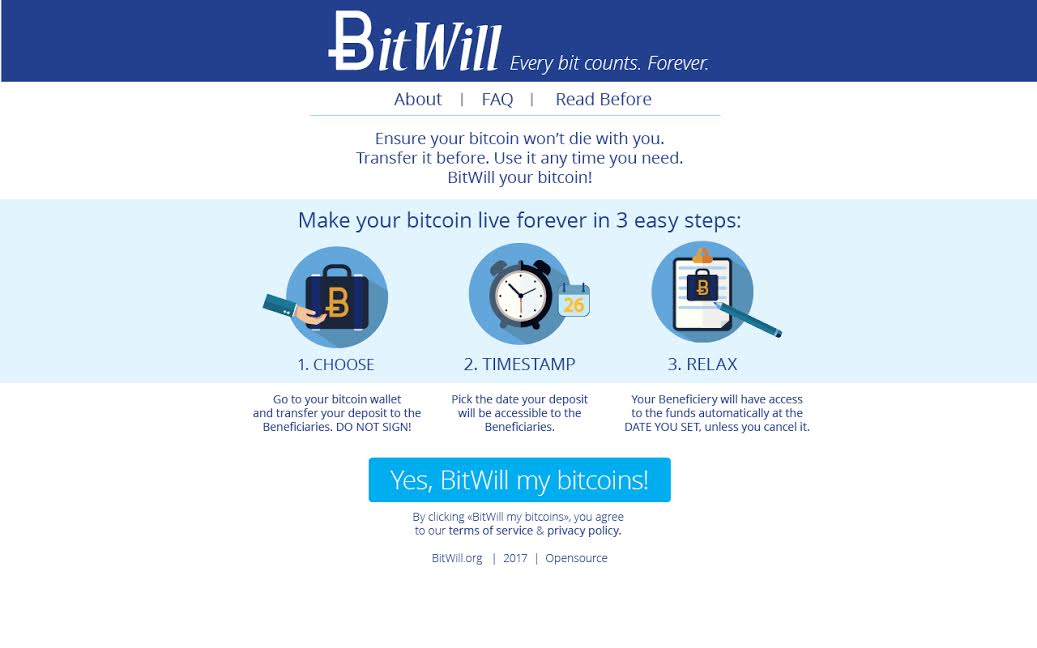 BitWill Every bit counts. Forever.
About | FAQ | Read Before
Ensure your bitcoin won't die with you.
Transfer it before. Use it any time you need.
BitWill your bitcoin!
Make your bitcoin live forever in 3 easy steps:
B
26
B
1. CHOOSE
2. TIMESTAMP
3. RELAX
Go to your bitcoin wallet
and transfer your deposit to the
Beneficiaries. DO NOT SIGN!
Pick the date your deposit
will be accessible to the
Beneficiaries.
Your Beneficiery will have access
to the funds automatically at the
DATE YOU SET, unless you cancel it.
Yes, BitWill my bitcoins!
By clicking «BitWill my bitcoins», you agree
to our terms of service & privacy policy.
BitWill.org | 2017 | Opensource